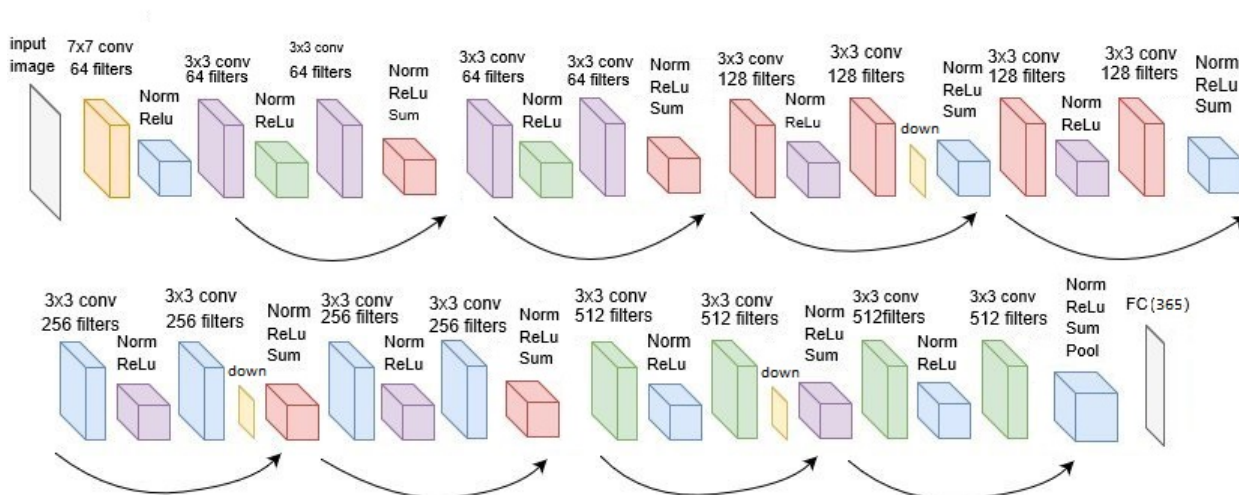 input
image
7x7 conv
64 filters
Norm
Relu
3x3 conv
64 filters
Norm
ReLu
3x3 conv
64 filters
Norm
ReLu
Sum
3x3 conv
64 filters
Norm
ReLu
3x3 conv
64 filters
Norm
ReLu
Sum
3x3 conv
128 filters
Norm
ReLu
3x3 conv
128 filters
down
Norm
ReLu
Sum
3x3 conv
128 filters
Norm
ReLu
3x3 conv
128 filters
Norm
ReLu
Sum
3x3 conv
256 filters
Norm
ReLu
3x3 conv
256 filters
down
Norm
ReLu
Sum
3x3 conv
256 filters
Norm
ReLu
3x3 conv
256 filters
Norm
ReLu
Sum
3x3 conv
512 filters
Norm
ReLu
3x3 conv
512 filters
down
Norm
ReLu
Sum
3x3 conv
512filters
Norm
ReLu
3x3 conv
512 filters
Norm
ReLu
Sum
Pool
FC(365)